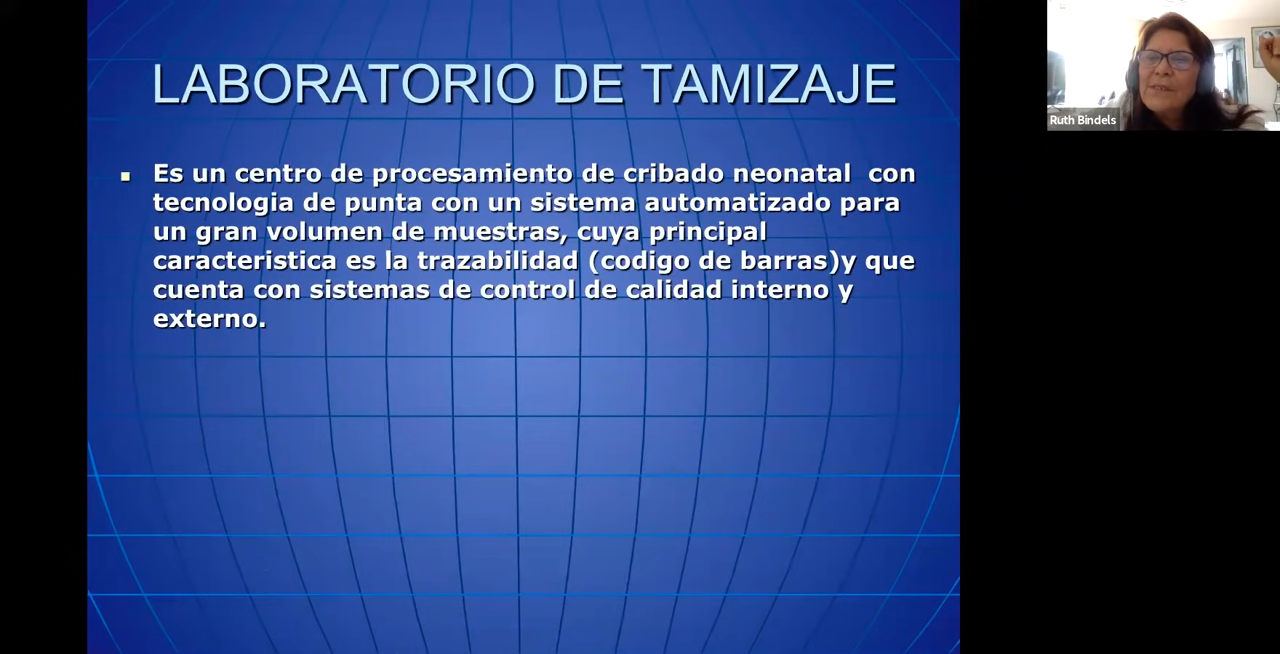 LABORATORIO DE TAMIZAJE
Es un centro de procesamiento de cribado neonatal con
tecnologia de punta con un sistema automatizado para
un gran volumen de muestras, cuya principal
caracteristica es la trazabilidad (codigo de barras)y que
cuenta con sistemas de control de calidad interno y
externo.
Ruth Bindels